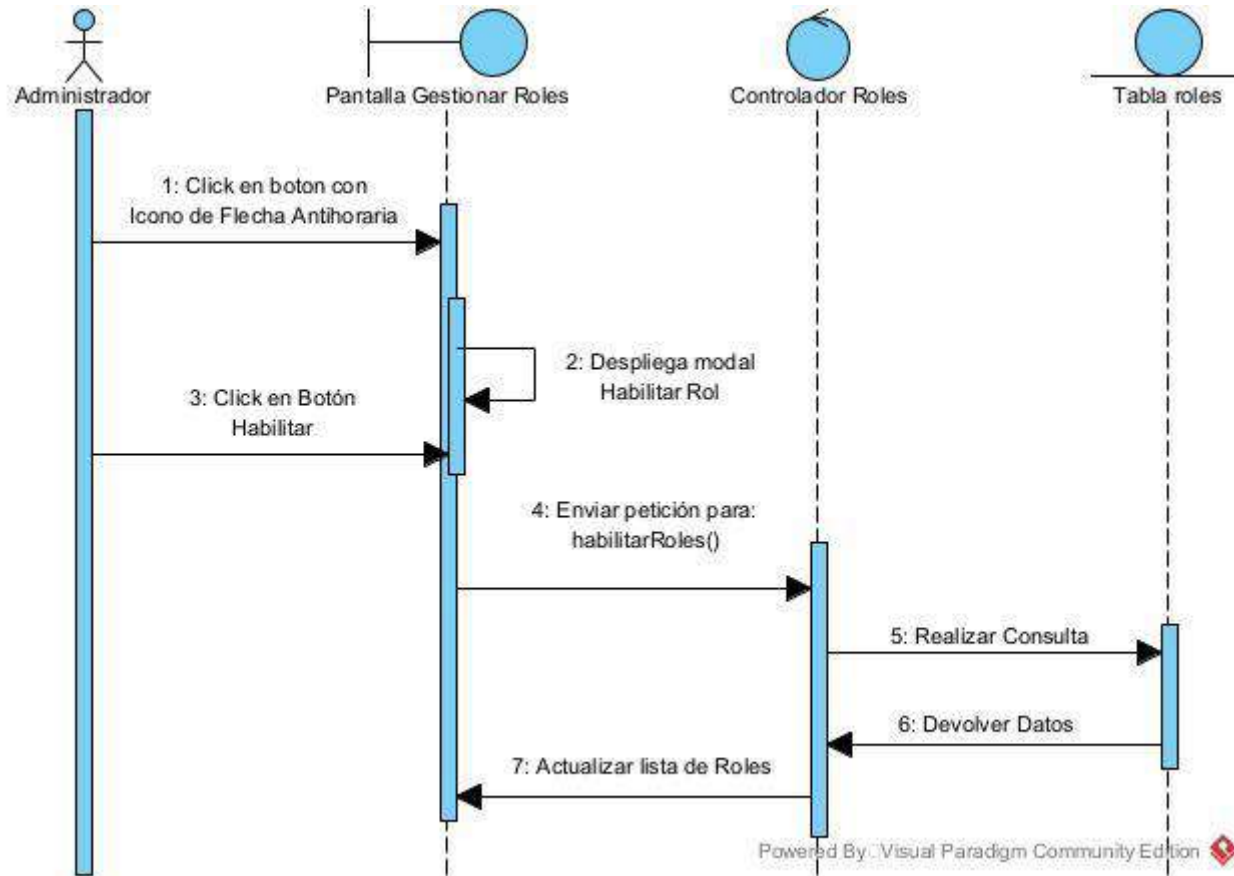 Administrador
Pantalla Gestionar Roles
Controlador Roles
Tabla roles
1: Click en boton con
Icono de Flecha Antihoraria
2: Despliega modal
Habilitar Rol
3: Click en Botón
Habilitar
4: Enviar petición para:
habilitarRoles()
5: Realizar Consulta
6: Devolver Datos
7: Actualizar lista de Roles
Powered By Visual Paradigm Community Edition